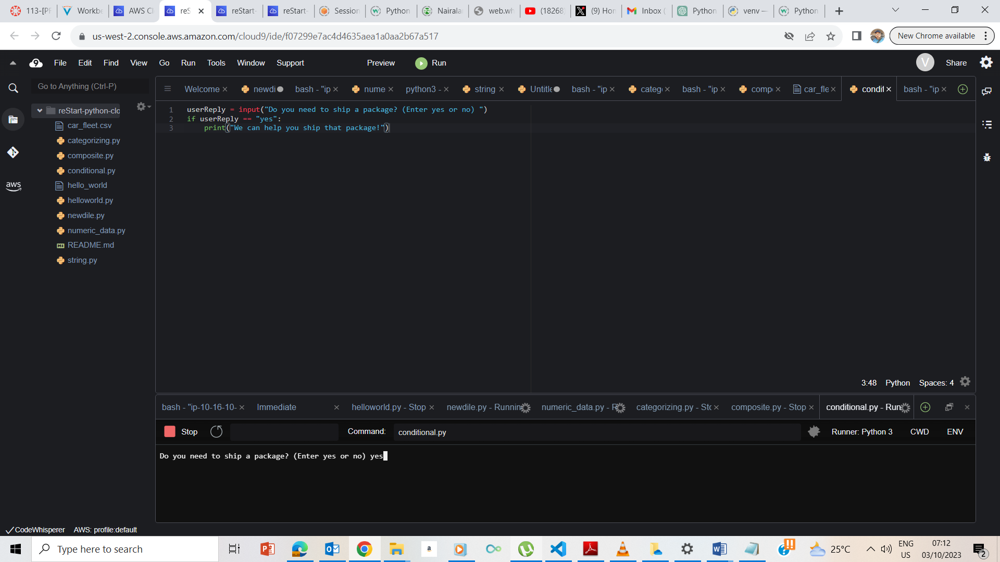 113-[PF
Workbe
AWS Cl
reS
reStart-
reStart-
Session
Python
Nairala
web.wh
(18268)
(9) Hon
Inbox (
Python
venv —
Python
us-west-2.console.aws.amazon.com/cloud9/ide/f07299e7ac4d4635aea1a0aa2b67a517
New Chrome available
File Edit Find View Go Run Tools Window Support Preview Run
V Share
Go to Anything (Ctrl-P)
Welcome
newdi
bash - "ip
nume
python3 -
string
Untitle
bash - "ip
categ
bash - "ip
comp
car_fle
condit
bash - "ip
reStart-python-clo
car_fleet.csv
categorizing.py
composite.py
conditional.py
hello_world
helloworld.py
newdile.py
numeric_data.py
README.md
string.py
aws
1 userReply = input("Do you need to ship a package? (Enter yes or no) ")
2 if userReply == "yes":
3 print("We can help you ship that package!")
3:48 Python Spaces: 4
bash - "ip-10-16-10-
Immediate
helloworld.py - Stop
newdile.py - Runnin
numeric_data.py - R
categorizing.py - Sto
composite.py - Stop
conditional.py - Run
Stop
Command:
conditional.py
Runner: Python 3
CWD
ENV
Do you need to ship a package? (Enter yes or no) yes
CodeWhisperer AWS: profile:default
Type here to search
a
25°C
ENG
US
07:12
03/10/2023
2